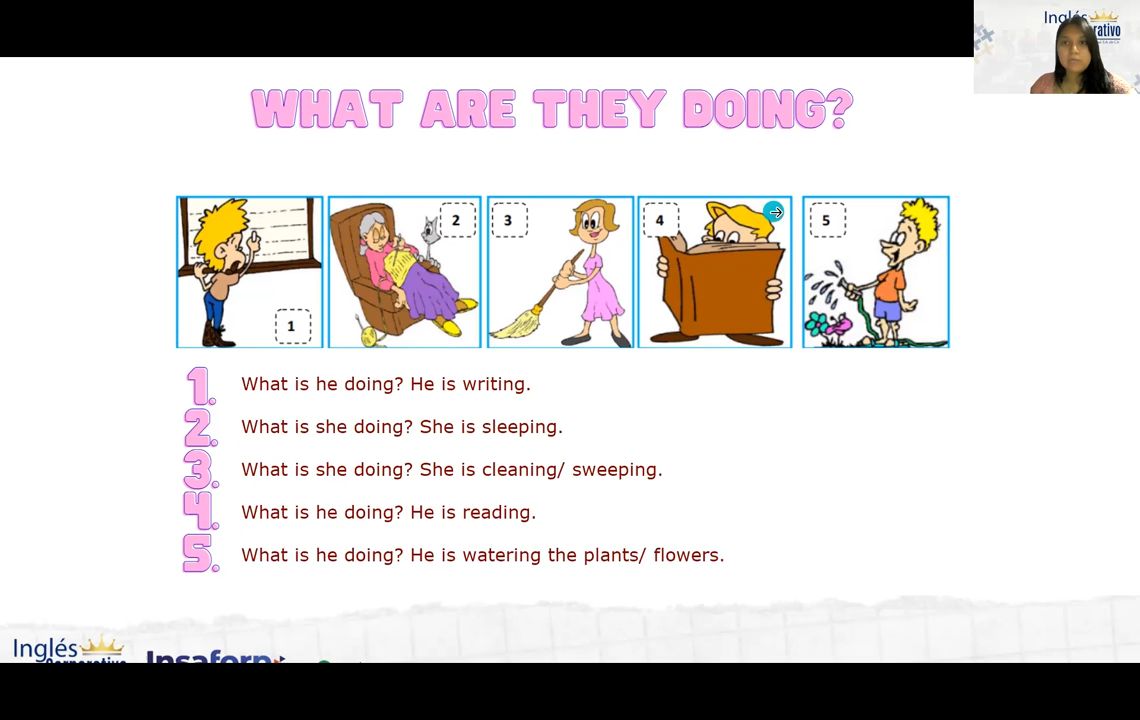 Inglés
rativo
WHAT ARE THEY DOING?
1
2
3
4
5
1. What is he doing? He is writing.
2. What is she doing? She is sleeping.
3. What is she doing? She is cleaning/ sweeping.
4. What is he doing? He is reading.
5. What is he doing? He is watering the plants/ flowers.
Inglés
Corporativo
Insaforp